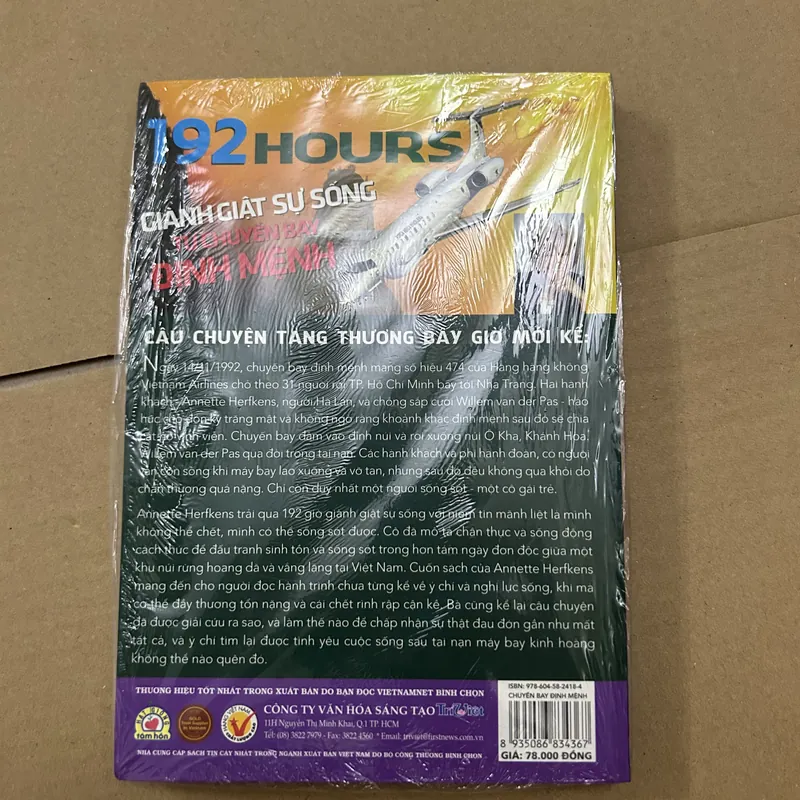 192 HOURS
GIÀNH GIẬT SỰ SỐNG
TỪ CHUYẾN BAY
ĐỊNH MỆNH
CÂU CHUYỆN TANG THƯƠNG BÂY GIỜ MỚI KỂ:
Ngày 14/11/1992, chuyến bay định mệnh mang số hiệu 474 của Hãng hàng không
Vietnam Airlines chở theo 31 người rời TP. Hồ Chí Minh bay tới Nha Trang. Hai hành
khách - Annette Herfkens, người Hà Lan, và chồng sắp cưới Willem van der Pas - háo
hức chờ đón kỳ trăng mật và không ngờ rằng khoảnh khắc định mệnh sau đó sẽ chia
cắt họ vĩnh viễn. Chuyến bay đâm vào đỉnh núi và rơi xuống núi Ô Kha, Khánh Hòa.
Willem van der Pas qua đời trong tai nạn. Các hành khách và phi hành đoàn, có người
vẫn còn sống khi máy bay lao xuống và vỡ tan, nhưng sau đó đều không qua khỏi do
chấn thương quá nặng. Chỉ còn duy nhất một người sống sót - một cô gái trẻ.
Annette Herfkens trải qua 192 giờ giành giật sự sống với niềm tin mãnh liệt là mình
không thể chết, mình có thể sống sót được. Cô đã mô tả chân thực và sống động
cách thức để đấu tranh sinh tồn và sống sót trong hơn tám ngày đơn độc giữa một
khu núi rừng hoang dã và vắng lặng tại Việt Nam. Cuốn sách của Annette Herfkens
mang đến cho người đọc hành trình chưa từng kể về ý chí và nghị lực sống, khi mà
cơ thể đầy thương tổn nặng và cái chết rình rập cận kề. Bà cũng kể lại câu chuyện
đã được giải cứu ra sao, và làm thế nào để chấp nhận sự thật đau đớn gần như mất
tất cả, và ý chí tìm lại được tình yêu cuộc sống sau tai nạn máy bay kinh hoàng
không thể nào quên đó.
THƯƠNG HIỆU TỐT NHẤT TRONG XUẤT BẢN DO BẠN ĐỌC VIETNAMNET BÌNH CHỌN
HẠT GIỐNG
tâm hồn
CÔNG TY VĂN HÓA SÁNG TẠO TriViet
11H Nguyễn Thị Minh Khai, Q.1 TP. HCM
Tel: (08) 3822 7979 - Fax: 3822 4560 * Email: triviet@firstnews.com.vn
NHÀ CUNG CẤP SÁCH TIN CẬY NHẤT TRONG NGÀNH XUẤT BẢN VIỆT NAM DO BỘ CÔNG THƯƠNG BÌNH CHỌN
ISBN: 978-604-58-2418-4
CHUYẾN BAY ĐỊNH MỆNH
8 935086 834367
GIÁ: 78.000 ĐỒNG